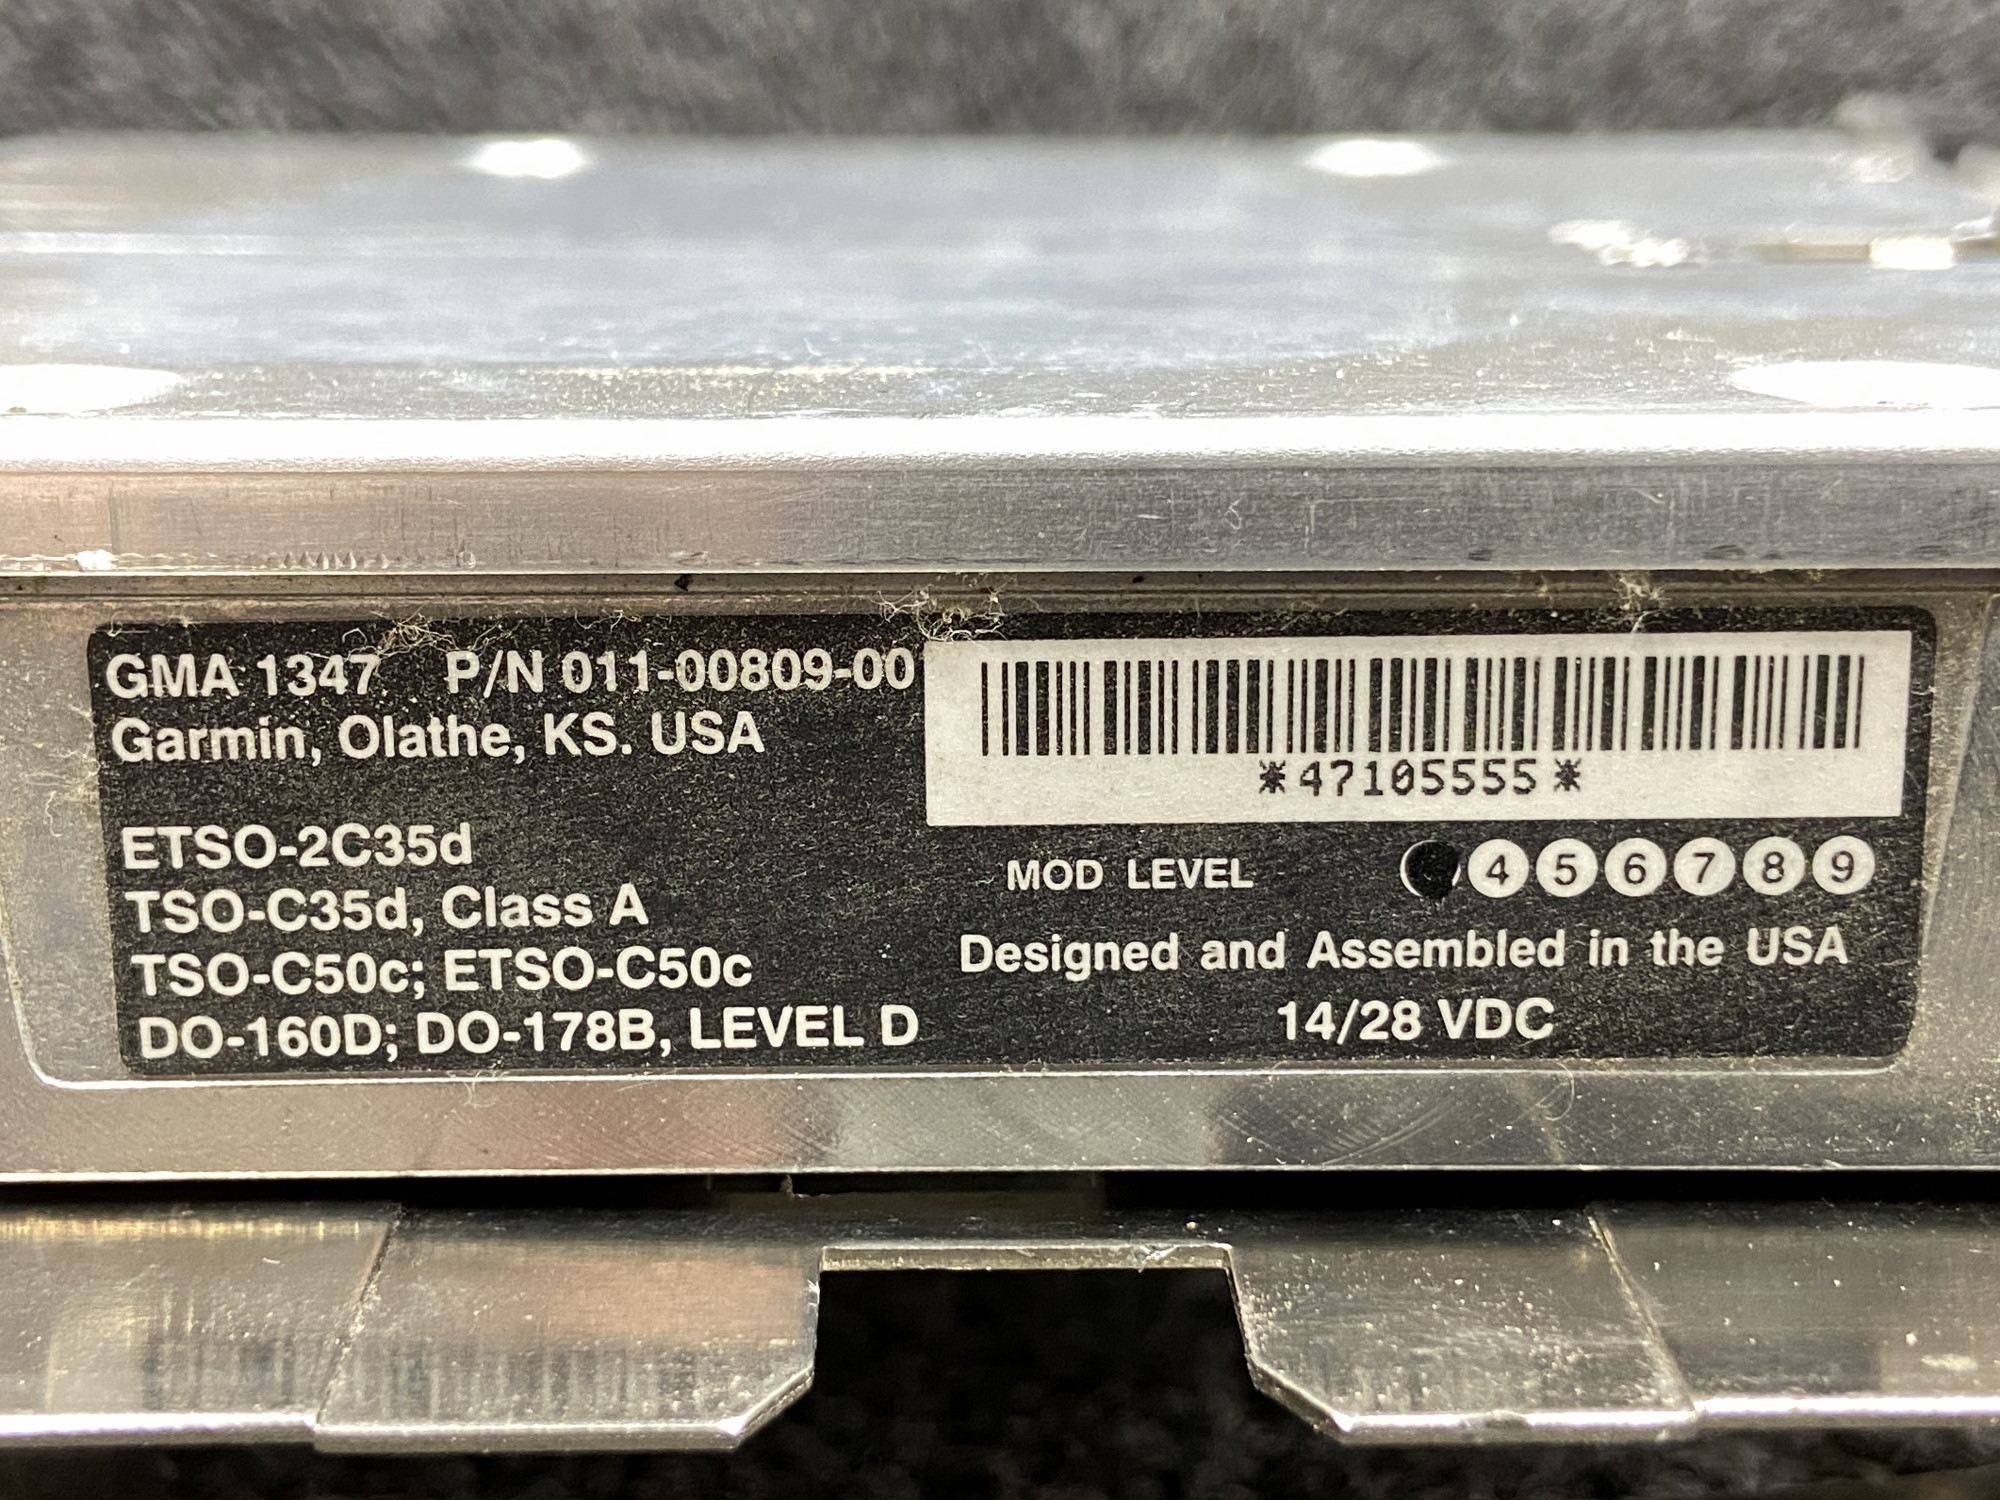 GMA 1347 P/N 011-00809-00
Garmin, Olathe, KS. USA
ETSO-2C35d
TSO-C35d, Class A
TSO-C50c; ETSO-C50c
DO-160D; DO-178B, LEVEL D
*47105555*
MOD LEVEL 4 5 6 7 8 9
Designed and Assembled in the USA
14/28 VDC